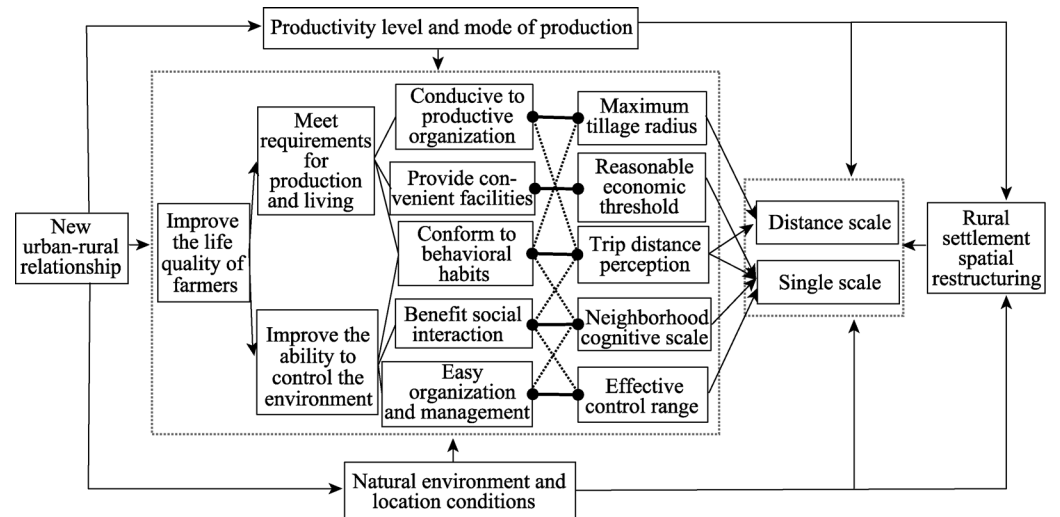 Productivity level and mode of production
New
urban-rural
relationship
Improve the life
quality of
farmers
Meet
requirements
for
production
and living
Improve the
ability to
control the
environment
Conducive to
productive
organization
Provide con-
venient facilities
Conform to
behavioral
habits
Benefit social
interaction
Easy
organization
and management
Maximum
tillage radius
Reasonable
economic
threshold
Trip distance
perception
Neighborhood
cognitive scale
Effective
control range
Distance scale
Single scale
Rural
settlement
spatial
restructuring
Natural environment and
location conditions